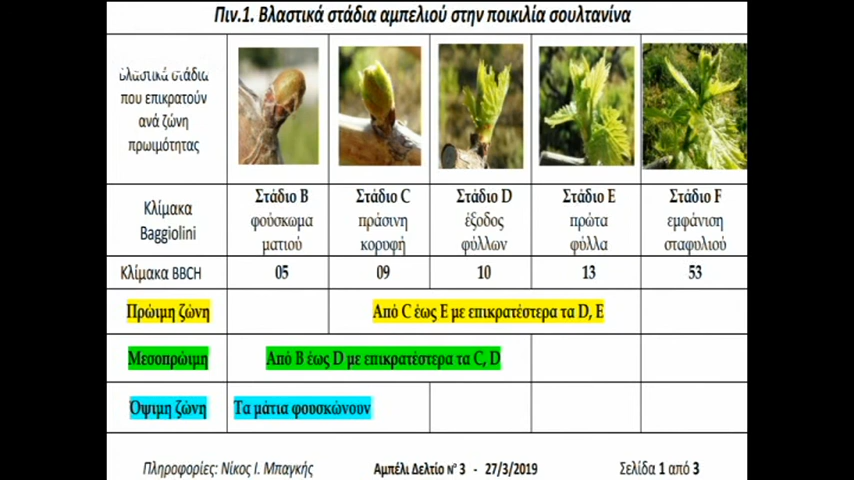 Πιν.1. Βλαστικά στάδια αμπελιού στην ποικιλία σουλτανίνα
Βλαστικά στάδια
που επικρατούν
ανά ζώνη
πρωιμότητας
Κλίμακα
Baggiolini
Στάδιο B
φούσκωμα
ματιού
Στάδιο C
πράσινη
κορυφή
Στάδιο D
έξοδος
φύλλων
Στάδιο E
πρώτα
φύλλα
Στάδιο F
εμφάνιση
σταφυλιού
Κλίμακα BBCH 05 09 10 13 53
Πρώιμη ζώνη Από C έως E με επικρατέστερα τα D, E
Μεσοπρώιμη Από B έως D με επικρατέστερα τα C, D
Όψιμη ζώνη Τα μάτια φουσκώνουν
Πληροφορίες: Νίκος Ι. Μπαγκής Αμπέλι Δελτίο Νο 3 - 27/3/2019 Σελίδα 1 από 3